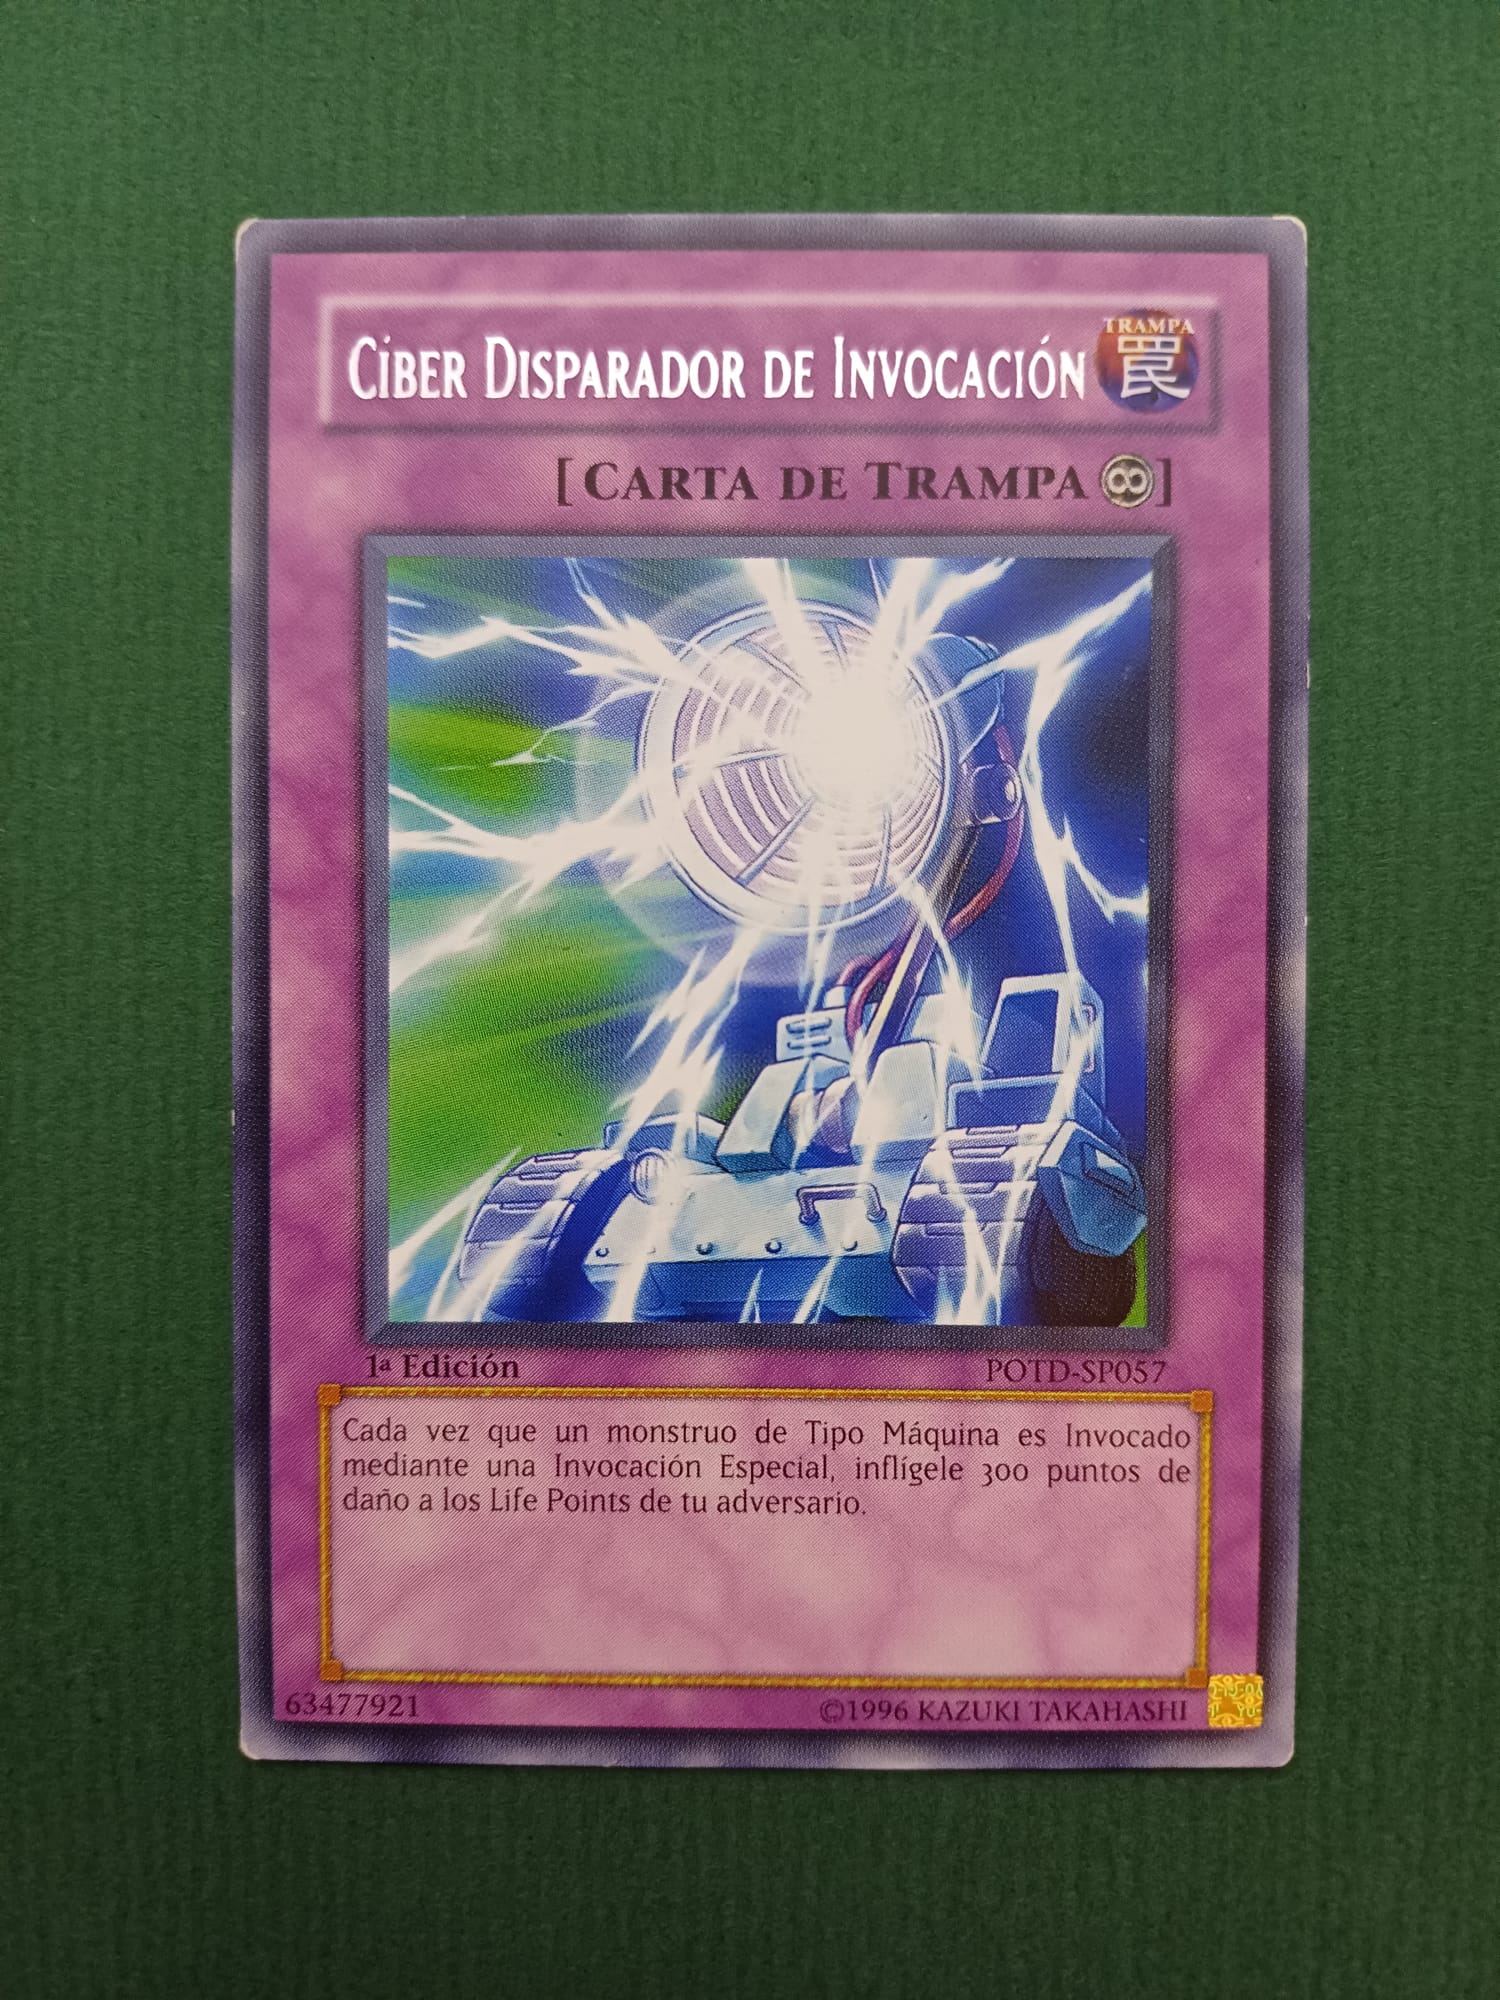 Cíber Disparador de Invocación
TRAMPA
罠
[CARTA DE TRAMPA ∞]
1ª Edición
POTD-SP057
Cada vez que un monstruo de Tipo Máquina es Invocado
mediante una Invocación Especial, inflígele 300 puntos de
daño a los Life Points de tu adversario.
63477921
©1996 KAZUKI TAKAHASHI